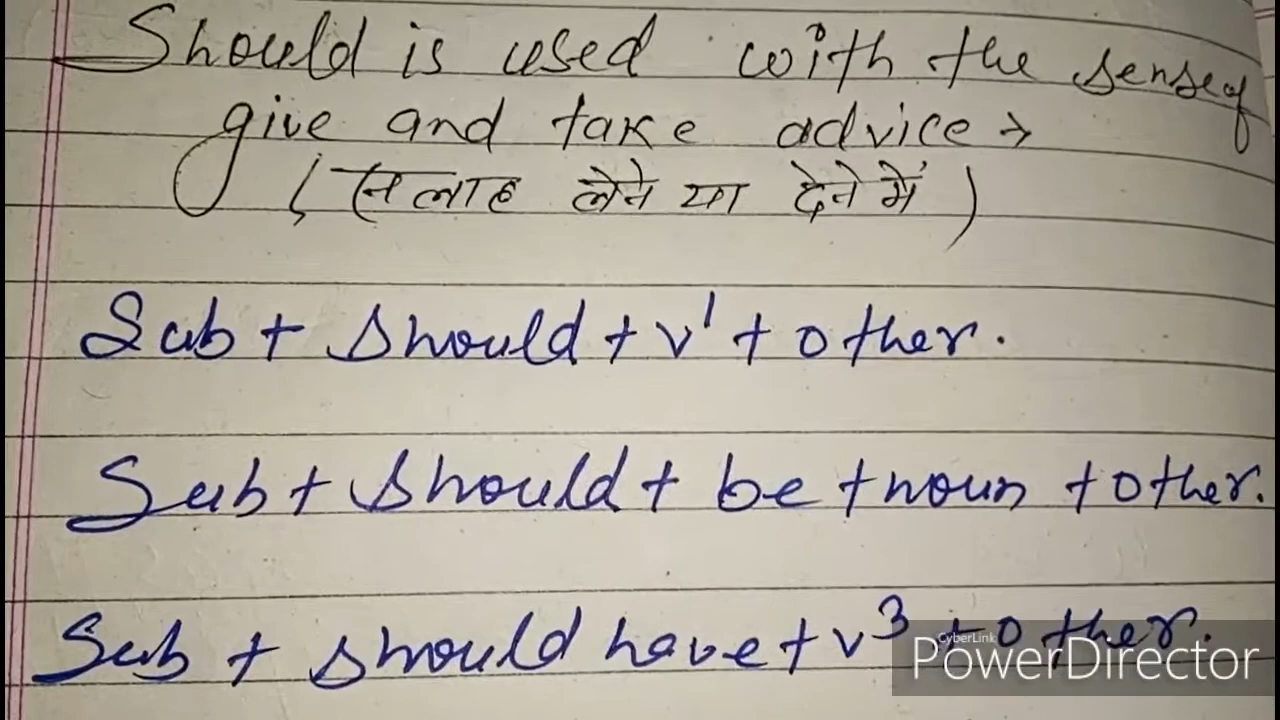 Should is used with the sense of
give and take advice →
(सलाह लेने या देने में)
Sub + should + v¹ + other.
Sub + should + be + noun + other.
Sub + should have + v³ + other.
CyberLink
PowerDirector